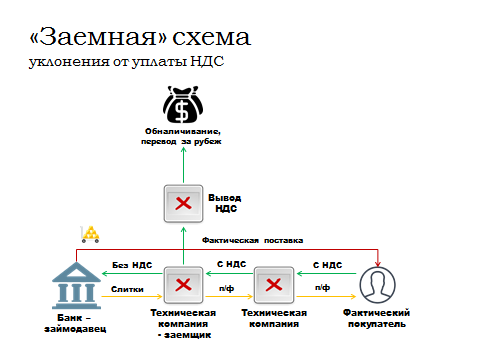 «Заемная» схема
уклонения от уплаты НДС
$
Обналичивание,
перевод за рубеж
Вывод
НДС
Фактическая поставка
Без НДС
С НДС
С НДС
Слитки
п/ф
п/ф
Банк –
займодавец
Техническая
компания
- заемщик
Техническая
компания
Фактический
покупатель